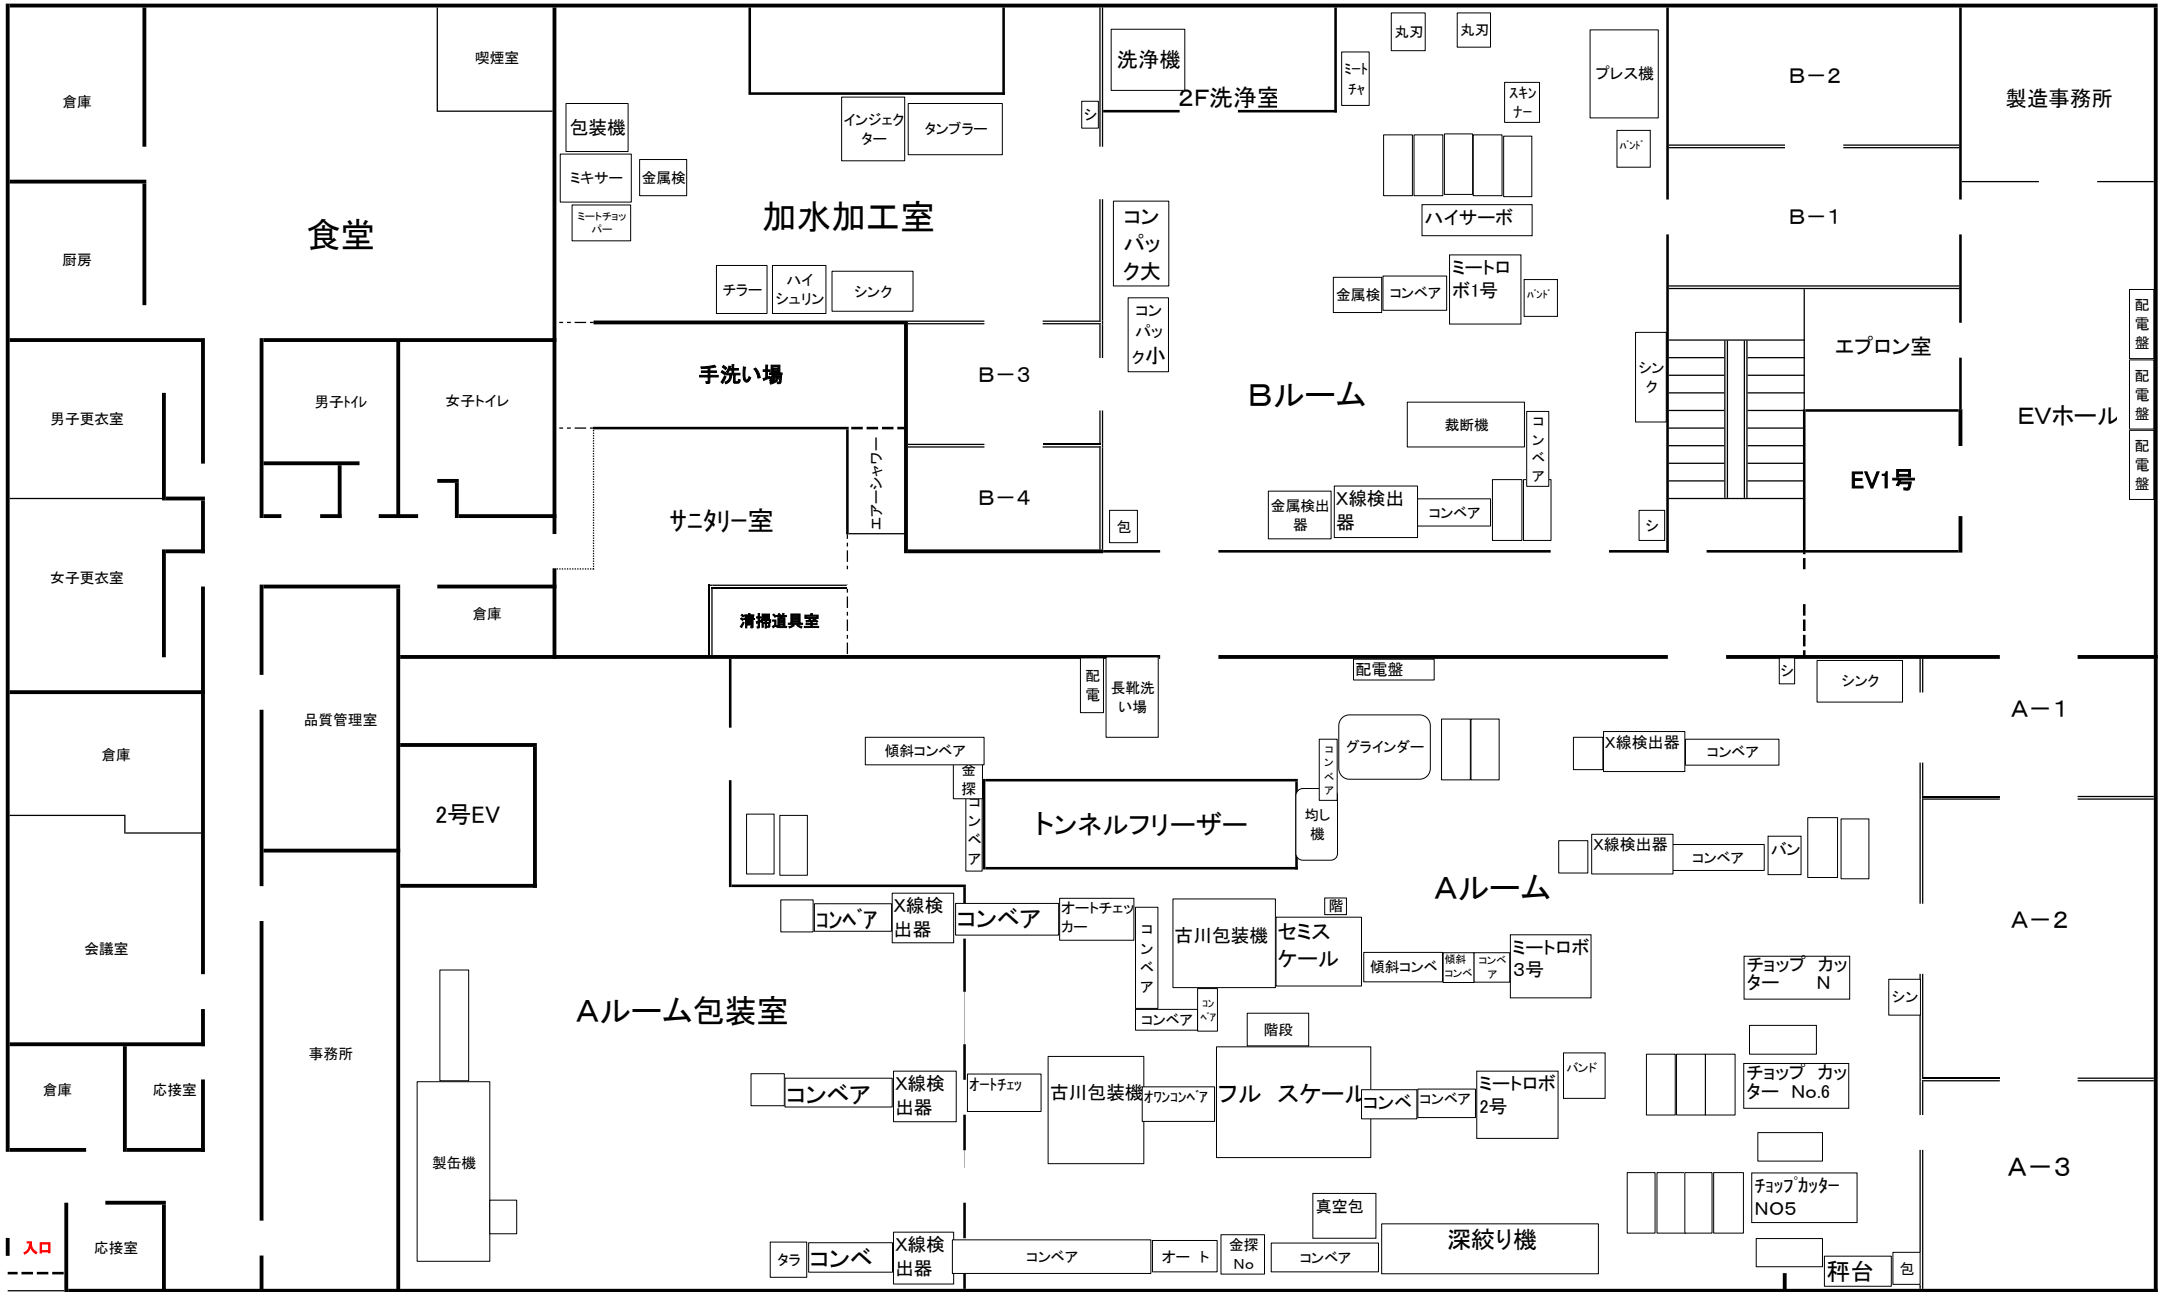 倉庫
喫煙室
厨房
食堂
包装機
ミキサー
金属検
ミートチョッ
パー
インジェク
ター
タンブラー
加水加工室
チラー
ハイ
シュリン
シンク
シ
洗浄機
2F洗浄室
ミート
チャ
丸刃
丸刃
スキン
ナー
プレス機
バンド
B-2
B-1
製造事務所
コン
パッ
ク大
コン
パッ
ク小
ハイサーボ
金属検
コンベア
ミートロ
ボ1号
バンド
Bルーム
シン
ク
エプロン室
EVホール
配
電
盤
配
電
盤
配
電
盤
EV1号
裁断機
コ
ン
ベ
ア
金属検出
器
X線検出
器
コンベア
包
シ
手洗い場
B-3
B-4
エアーシャワー
サニタリー室
清掃道具室
男子更衣室
男子トイレ
女子トイレ
女子更衣室
倉庫
品質管理室
倉庫
2号EV
会議室
倉庫
応接室
事務所
入口
応接室
製缶機
Aルーム包装室
配
電
長靴洗
い場
配電盤
シ
シンク
A-1
傾斜コンベア
金
探
コ
ン
ベ
ア
トンネルフリーザー
均し
機
コ
ン
ベ
ア
グラインダー
X線検出器
コンベア
X線検出器
コンベア
バン
Aルーム
A-2
コンベア
X線検
出器
コンベア
オートチェッ
カー
コ
ン
ベ
ア
コンベア
コン
ベア
古川包装機
セミス
ケール
階
傾斜コンベ
傾斜
コンベ
コンベ
ア
ミートロボ
3号
チョップ カッ
ター N
シン
階段
コンベア
X線検
出器
オートチェッ
古川包装機
オワンコンベア
フル スケール
コンベ
コンベア
ミートロボ
2号
バンド
チョップ カッ
ター No.6
A-3
チョップカッター
NO5
真空包
深絞り機
タラ
コンベ
X線検
出器
コンベア
オート
金探
No
コンベア
秤台
包